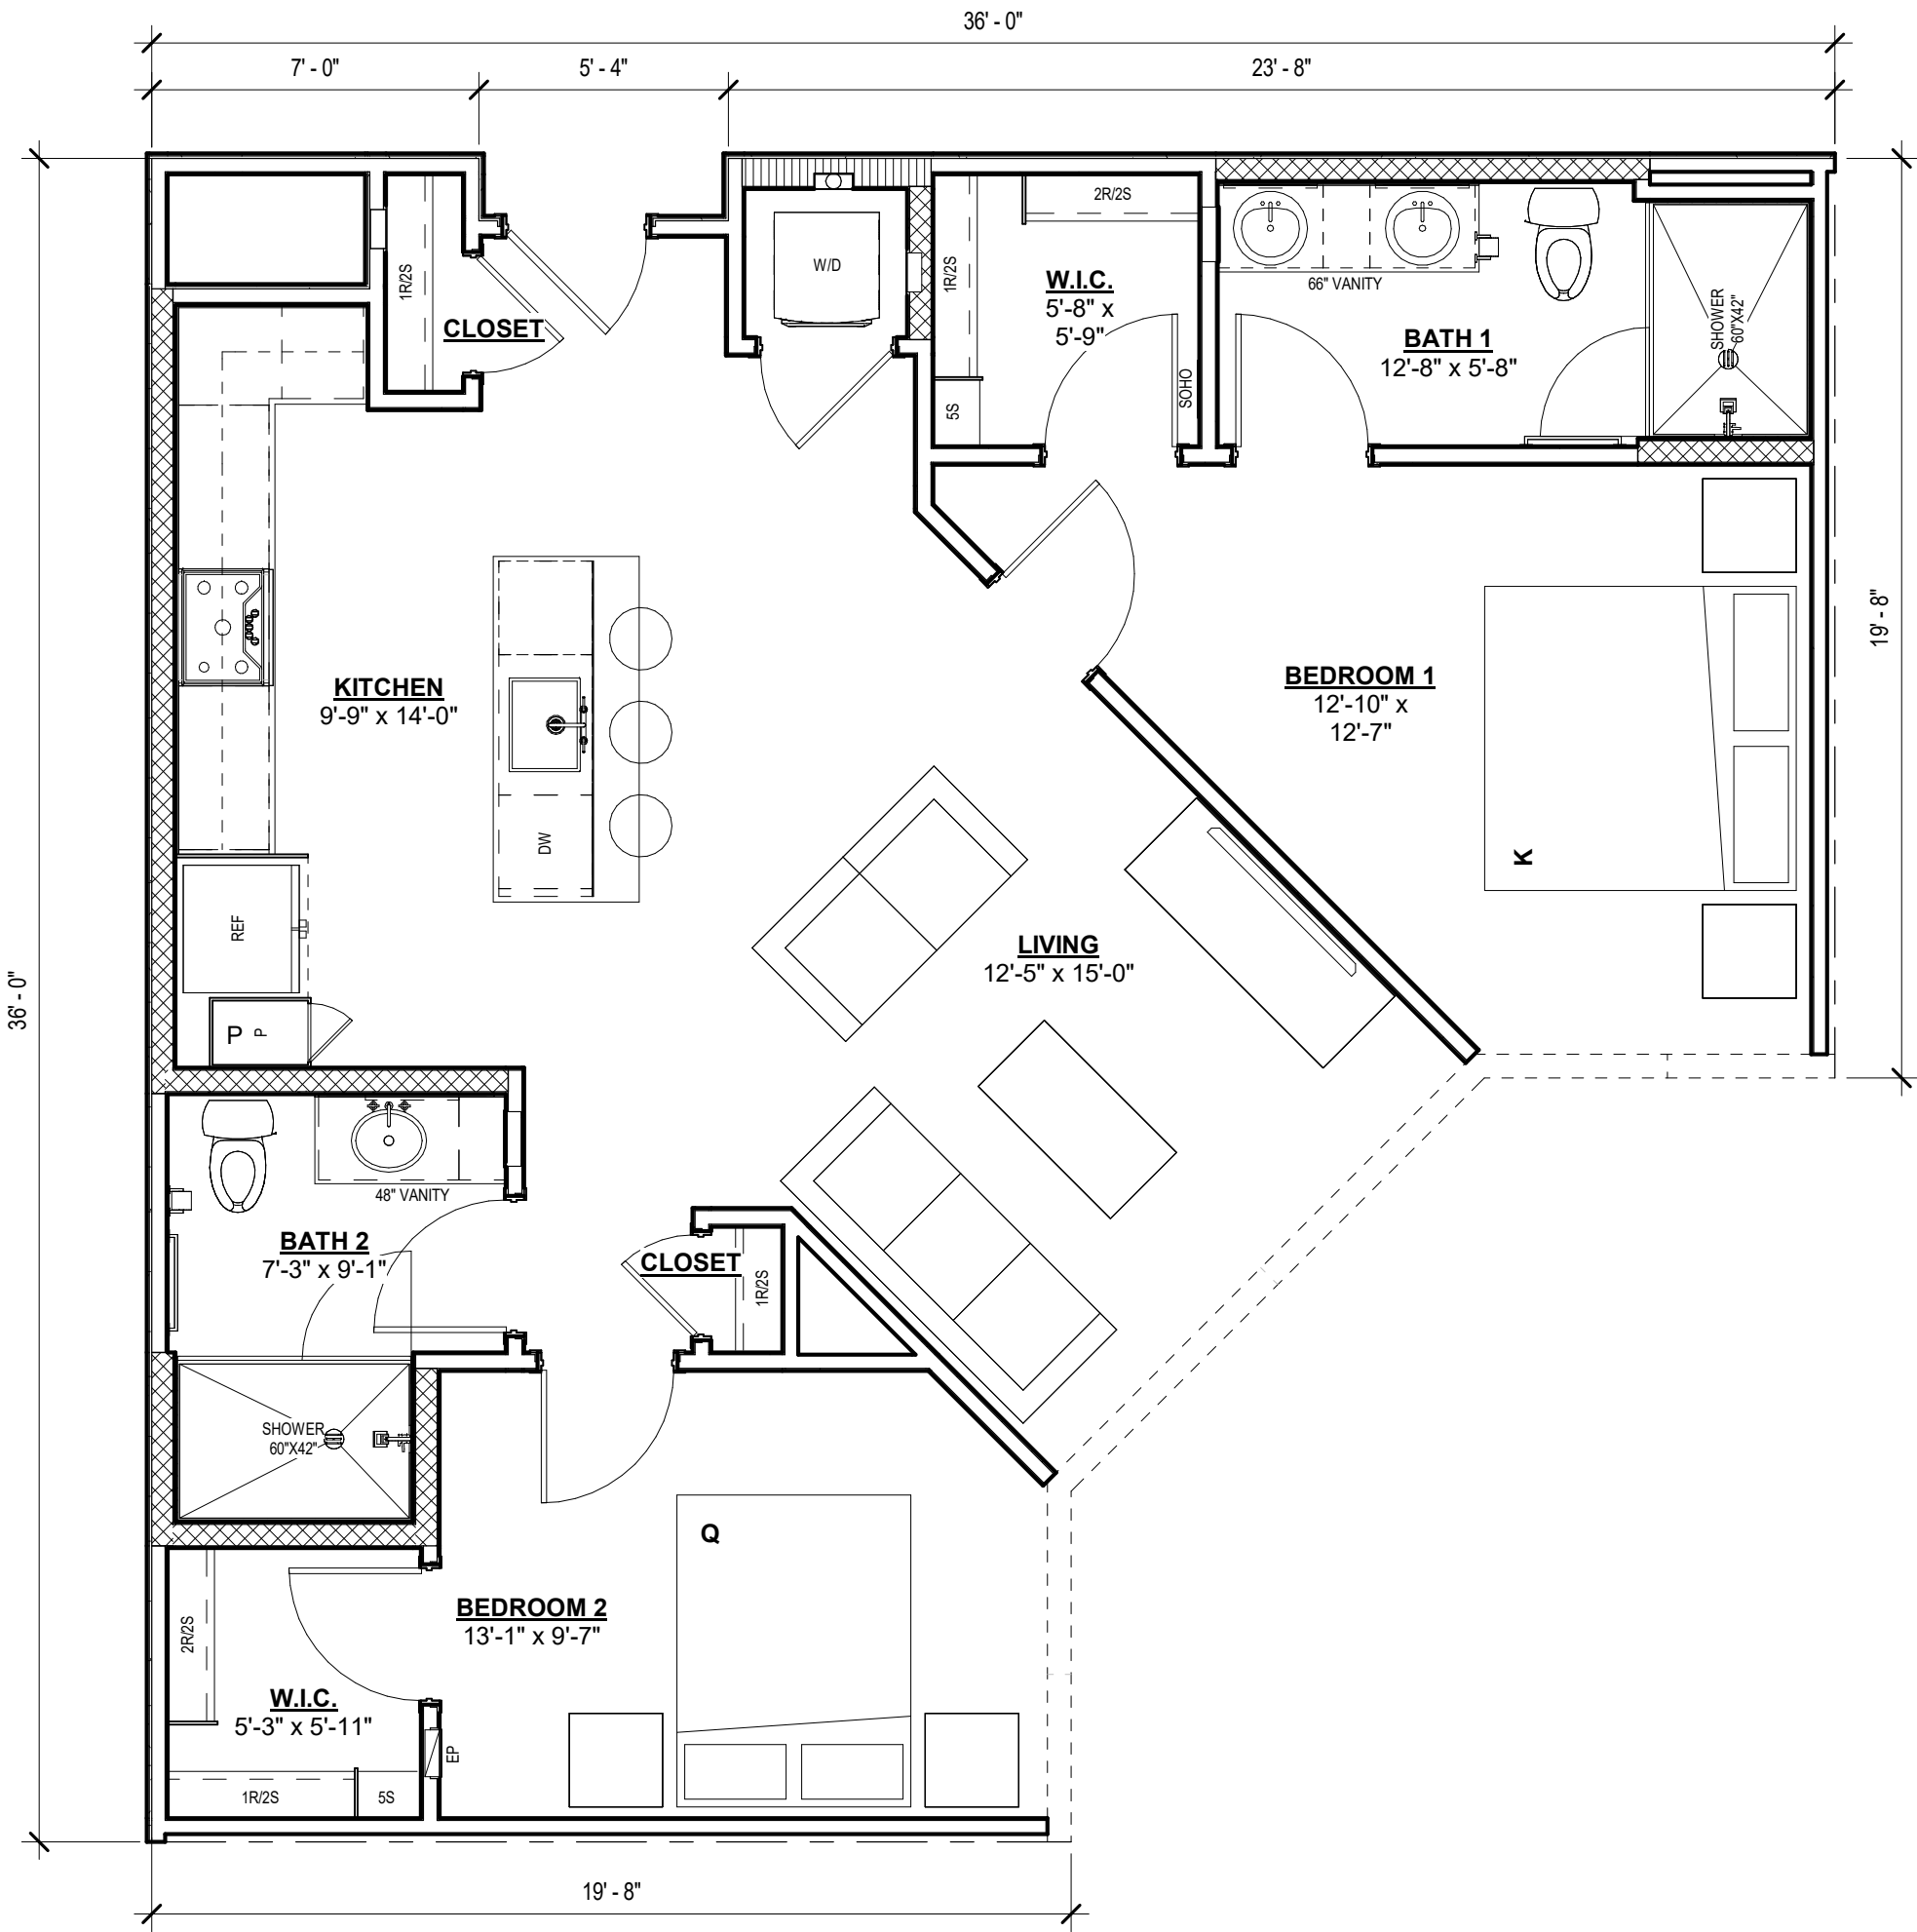 36' - 0"
7' - 0"
5' - 4"
23' - 8"
2R/2S
1R/2S
W/D
1R/2S
W.I.C.
5'-8" x
5'-9"
66" VANITY
SHOWER
60"X42"
CLOSET
BATH 1
12'-8" x 5'-8"
SOHO
5S
19' - 8"
KITCHEN
9'-9" x 14'-0"
BEDROOM 1
12'-10" x
12'-7"
DW
K
REF
LIVING
12'-5" x 15'-0"
36' - 0"
P P
48" VANITY
BATH 2
7'-3" x 9'-1"
CLOSET
1R/2S
SHOWER
60"X42"
Q
BEDROOM 2
13'-1" x 9'-7"
2R/2S
W.I.C.
5'-3" x 5'-11"
EP
1R/2S
5S
19' - 8"